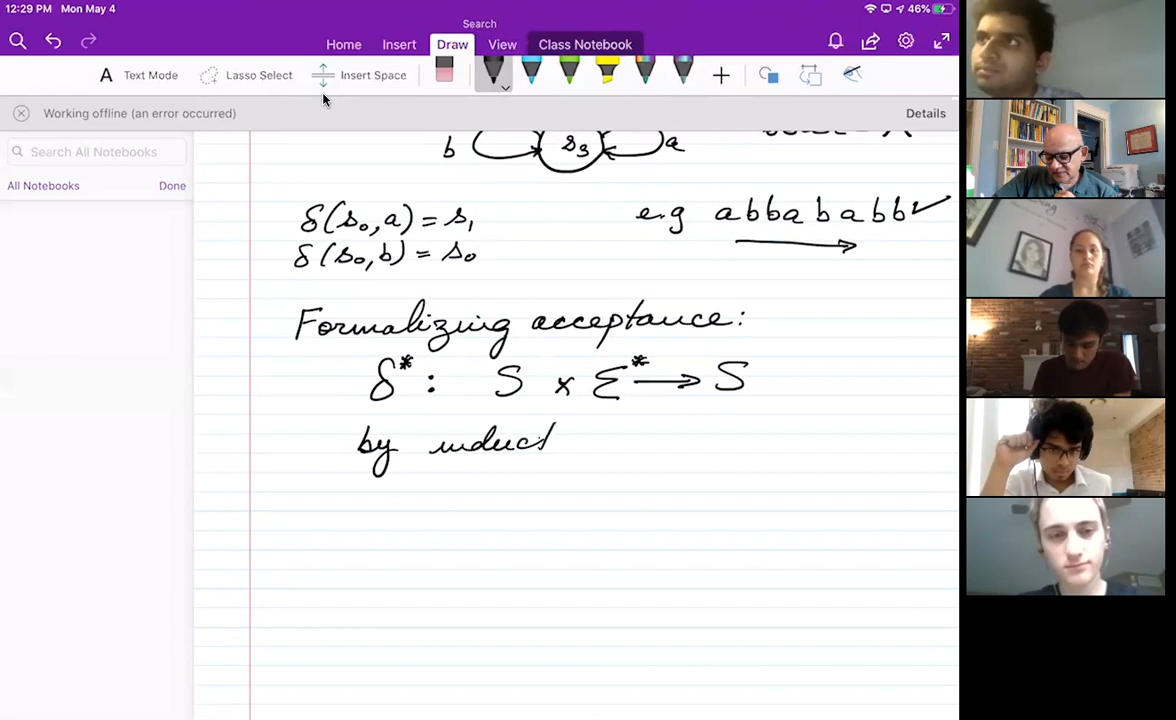 12:29 PM Mon May 4
Search
46%
Home Insert Draw View Class Notebook
A Text Mode Lasso Select Insert Space
Working offline (an error occurred) Details
Search All Notebooks
All Notebooks Done
b s₃ a
δ(s₀, a) = s₁ e.g abbababb✓
δ(s₀, b) = s₀
Formalizing acceptance:
δ* : S × Σ* → S
by induct